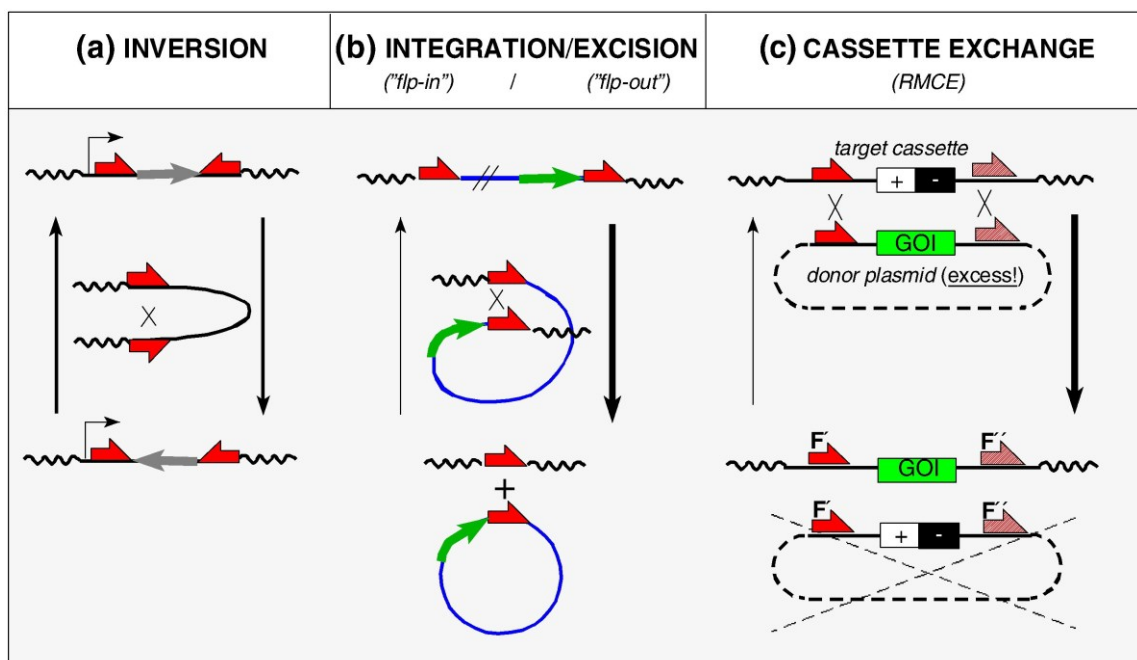 (a) INVERSION
(b) INTEGRATION/EXCISION
("flp-in") / ("flp-out")
(c) CASSETTE EXCHANGE
(RMCE)
target cassette
+ -
GOI
donor plasmid (excess!)
F´ F´´
GOI
+
F´ F´´
+ -